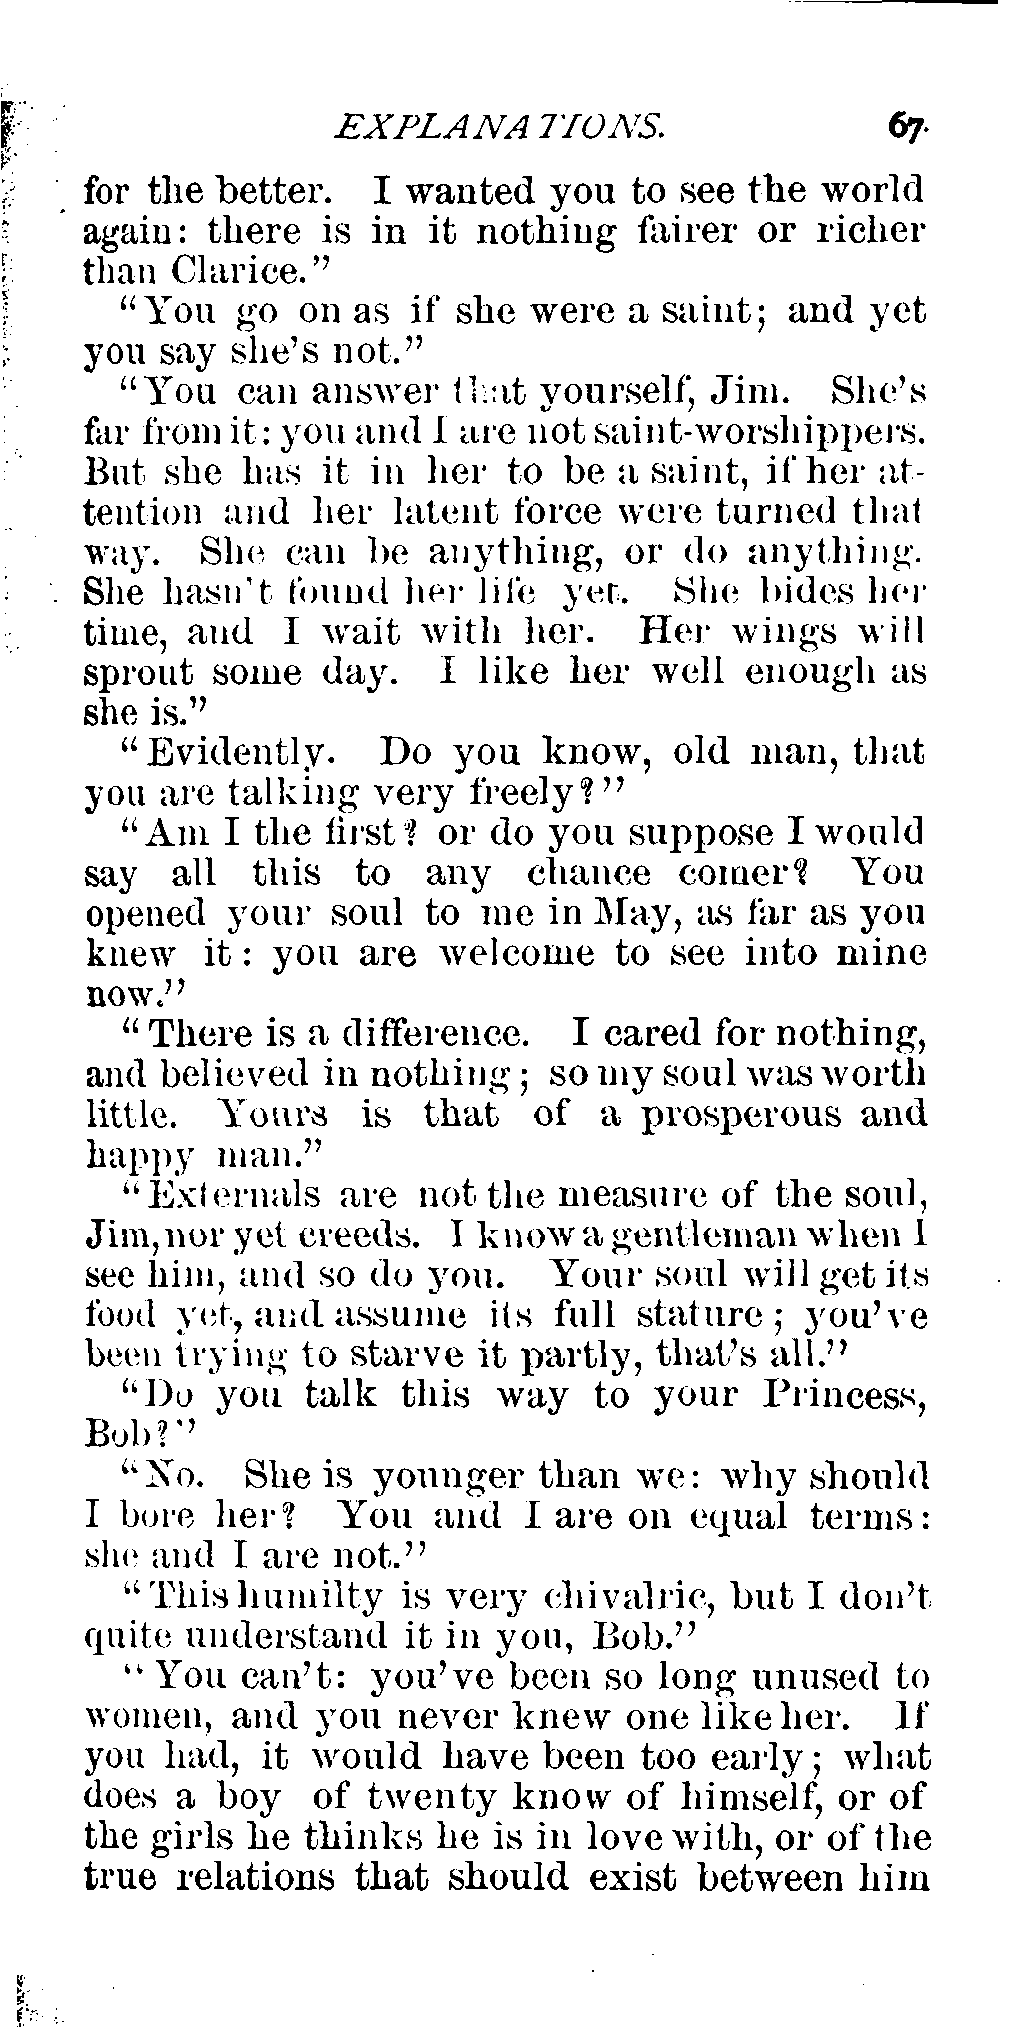 EXPLANATIONS. 67
for the better. I wanted you to see the world
again: there is in it nothing fairer or richer
than Clarice."
"You go on as if she were a saint; and yet
you say she's not."
"You can answer that yourself, Jim. She's
far from it: you and I are not saint-worshippers.
But she has it in her to be a saint, if her at-
tention and her latent force were turned that
way. She can be anything, or do anything.
She hasn't found her life yet. She bides her
time, and I wait with her. Her wings will
sprout some day. I like her well enough as
she is."
"Evidently. Do you know, old man, that
you are talking very freely?"
"Am I the first? or do you suppose I would
say all this to any chance comer? You
opened your soul to me in May, as far as you
knew it: you are welcome to see into mine
now."
"There is a difference. I cared for nothing,
and believed in nothing; so my soul was worth
little. Yours is that of a prosperous and
happy man."
"Externals are not the measure of the soul,
Jim, nor yet creeds. I know a gentleman when I
see him, and so do you. Your soul will get its
food yet, and assume its full stature; you've
been trying to starve it partly, that's all."
"Do you talk this way to your Princess,
Bob?"
"No. She is younger than we: why should
I bore her? You and I are on equal terms:
she and I are not."
"This humilty is very chivalric, but I don't
quite understand it in you, Bob."
"You can't: you've been so long unused to
women, and you never knew one like her. If
you had, it would have been too early; what
does a boy of twenty know of himself, or of
the girls he thinks he is in love with, or of the
true relations that should exist between him